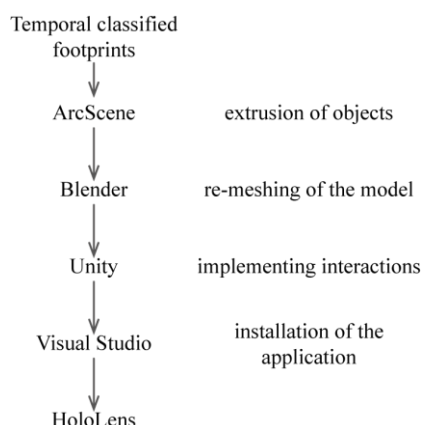 Temporal classified
footprints
ArcScene extrusion of objects
Blender re-meshing of the model
Unity implementing interactions
Visual Studio installation of the
application
HoloLens